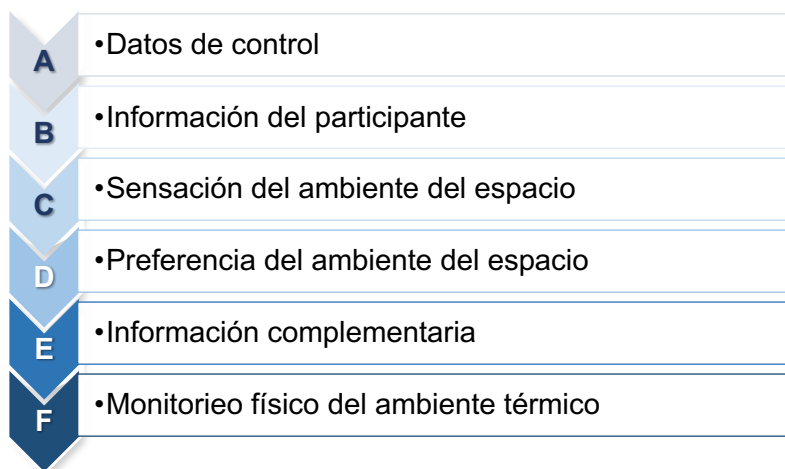 A •Datos de control
B •Información del participante
C •Sensación del ambiente del espacio
D •Preferencia del ambiente del espacio
E •Información complementaria
F •Monitorieo físico del ambiente térmico